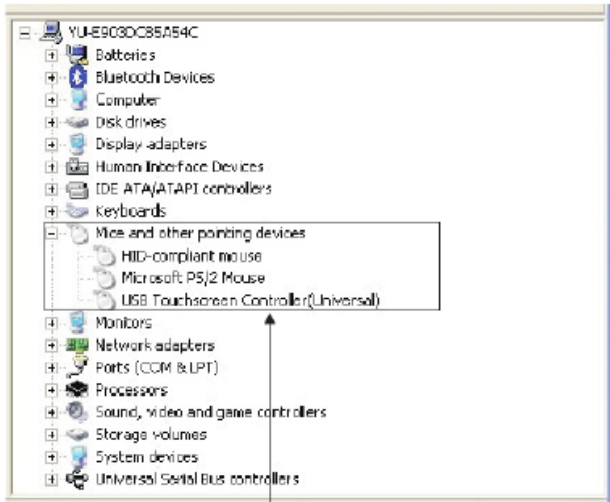 YU-E903DC85A54C
Batteries
Bluetooth Devices
Computer
Disk drives
Display adapters
Human Interface Devices
IDE ATA/ATAPI controllers
Keyboards
Mice and other pointing devices
HID-compliant mouse
Microsoft PS/2 Mouse
USB Touchscreen Controller(Universal)
Monitors
Network adapters
Ports (COM & LPT)
Processors
Sound, video and game controllers
Storage volumes
System devices
Universal Serial Bus controllers